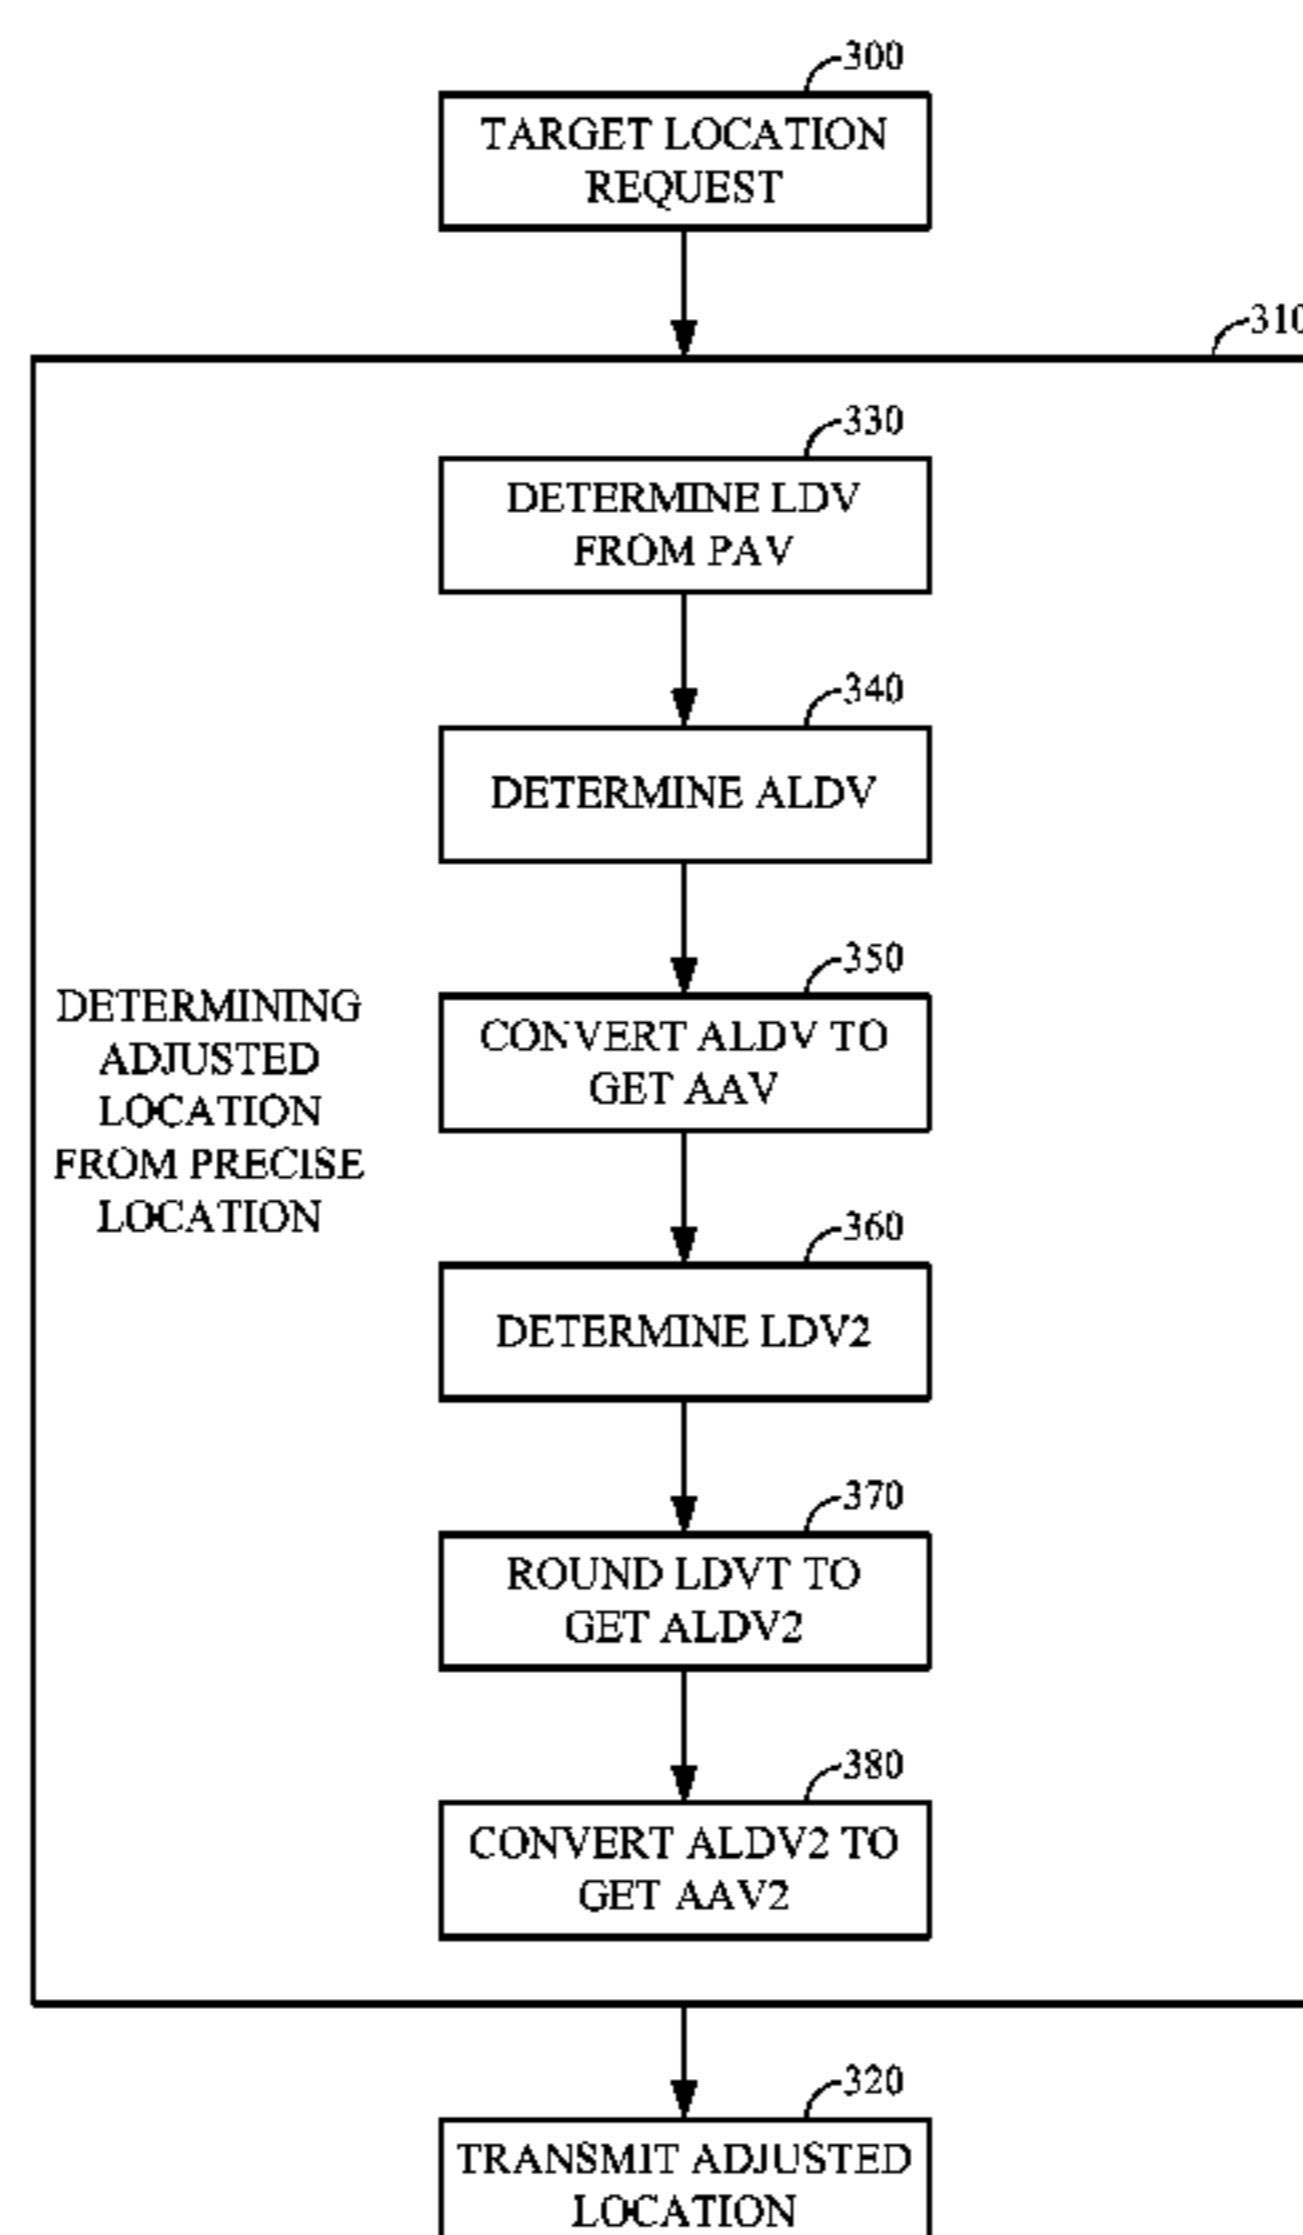 300
TARGET LOCATION
REQUEST
310
330
DETERMINE LDV
FROM PAV
340
DETERMINE ALDV
350
CONVERT ALDV TO
GET AAV
DETERMINING
ADJUSTED
LOCATION
FROM PRECISE
LOCATION
360
DETERMINE LDV2
370
ROUND LDVT TO
GET ALDV2
380
CONVERT ALDV2 TO
GET AAV2
320
TRANSMIT ADJUSTED
LOCATION